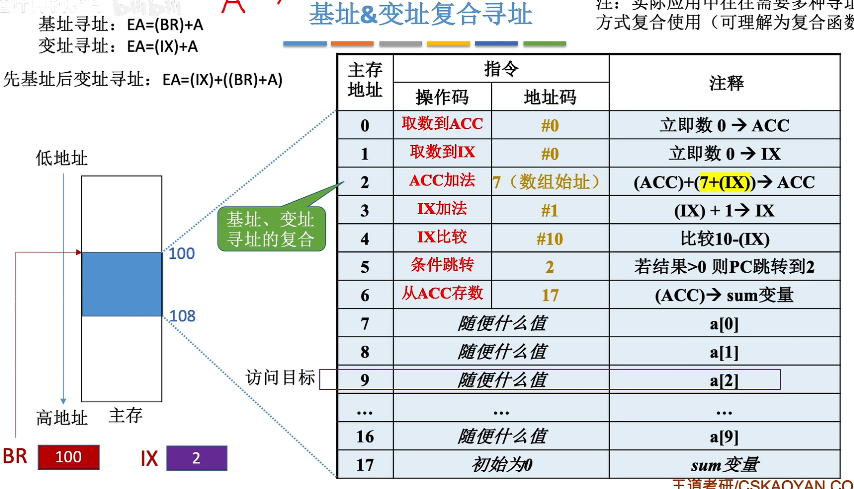 基址&变址复合寻址
基址寻址：EA=(BR)+A
变址寻址：EA=(IX)+A
先基址后变址寻址：EA=(IX)+((BR)+A)
A
注：实际应用中往往需要多种寻址
方式复合使用（可理解为复合函数
低地址
100
108
高地址
主存
BR 100 IX 2
基址、变址
寻址的复合
访问目标
主存地址 指令 注释
操作码 地址码
0 取数到ACC #0 立即数 0 → ACC
1 取数到IX #0 立即数 0 → IX
2 ACC加法 7（数组始址） (ACC)+(7+(IX))→ ACC
3 IX加法 #1 (IX) + 1→ IX
4 IX比较 #10 比较10-(IX)
5 条件跳转 2 若结果>0 则PC跳转到2
6 从ACC存数 17 (ACC)→ sum变量
7 随便什么值 a[0]
8 随便什么值 a[1]
9 随便什么值 a[2]
... ... ...
16 随便什么值 a[9]
17 初始为0 sum变量
王道考研/CSKAOYAN.CO